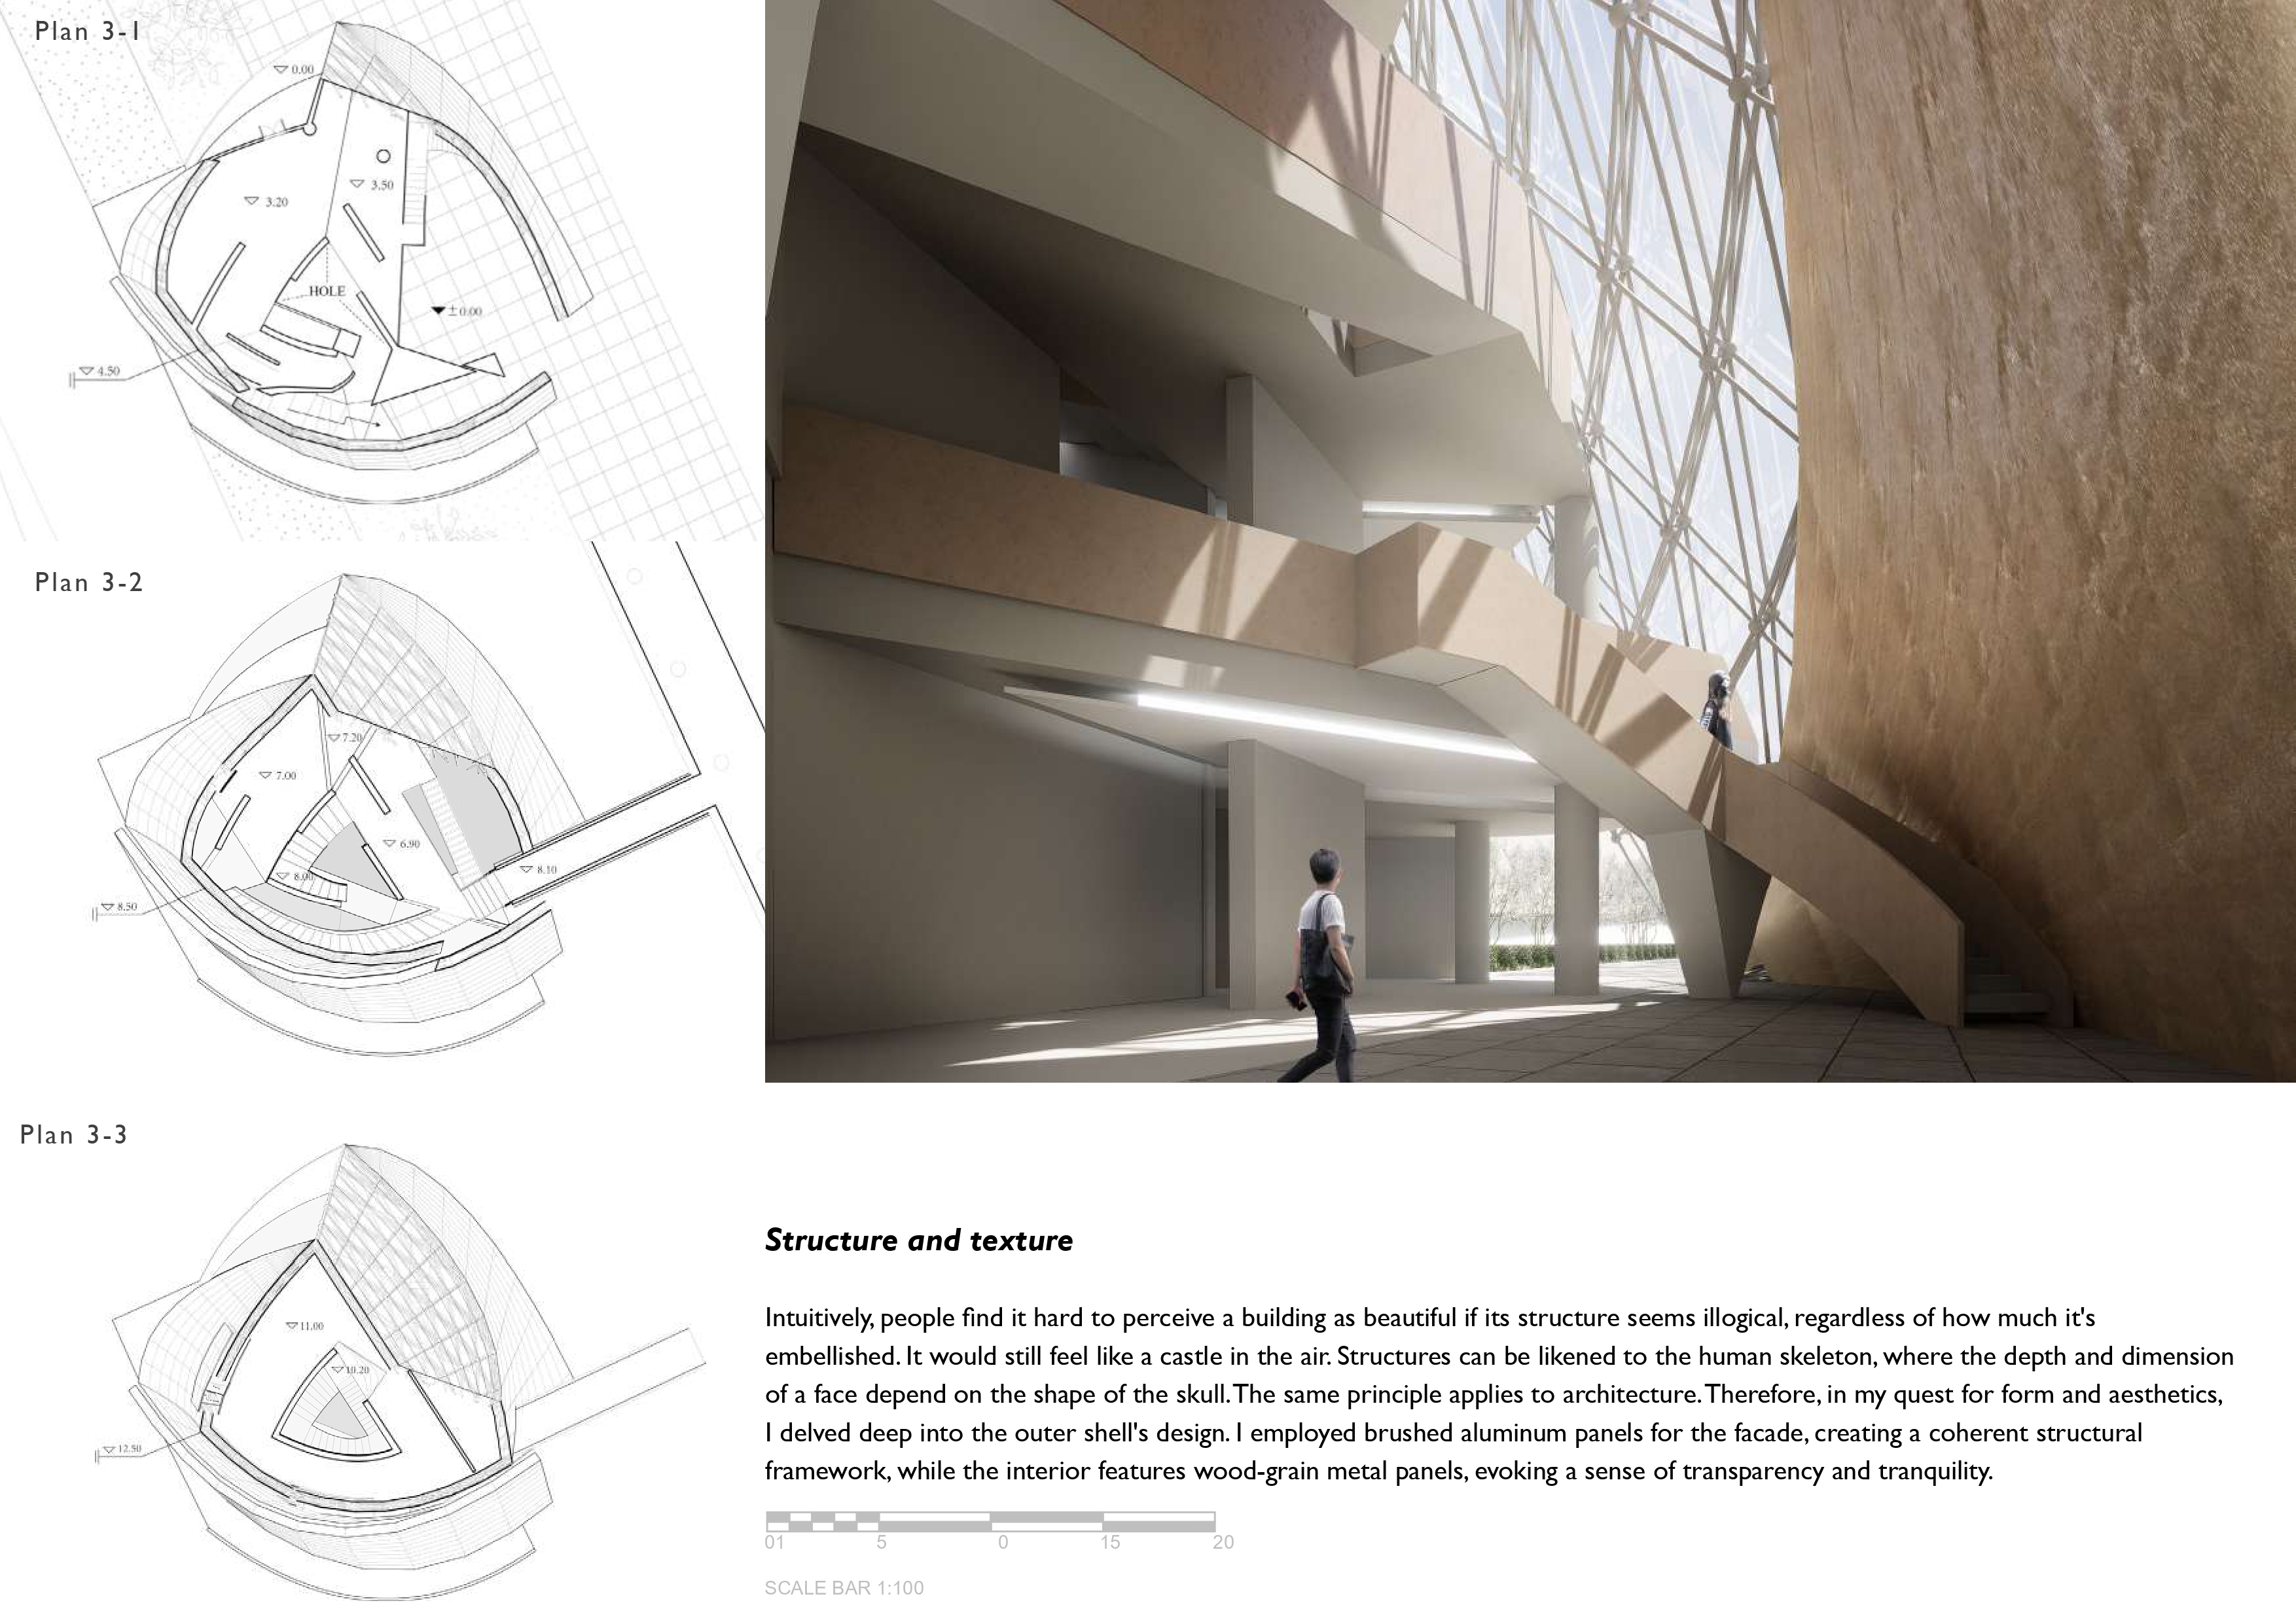 Plan 3-1
▽ 0.00
▽ 3.50
▽ 3.20
HOLE
▼±0.00
▽ 4.50
Plan 3-2
▽7.20
▽ 7.00
▽ 6.90
▽ 8.10
▽ 8.00
▽ 8.50
Plan 3-3
▽11.00
▽10.20
▽12.50
Structure and texture
Intuitively, people find it hard to perceive a building as beautiful if its structure seems illogical, regardless of how much it's
embellished. It would still feel like a castle in the air. Structures can be likened to the human skeleton, where the depth and dimension
of a face depend on the shape of the skull. The same principle applies to architecture. Therefore, in my quest for form and aesthetics,
I delved deep into the outer shell's design. I employed brushed aluminum panels for the facade, creating a coherent structural
framework, while the interior features wood-grain metal panels, evoking a sense of transparency and tranquility.
01 5 0 15 20
SCALE BAR 1:100